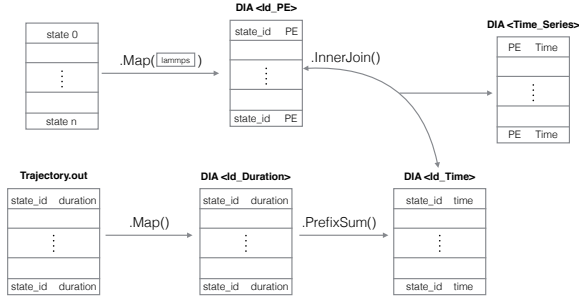 DIA <Id_PE>
DIA <Time_Series>
state 0
state n
.Map( lammps )
state_id PE
state_id PE
.InnerJoin()
PE Time
PE Time
Trajectory.out
DIA <Id_Duration>
DIA <Id_Time>
state_id duration
state_id duration
.Map()
state_id duration
state_id duration
.PrefixSum()
state_id time
state_id time